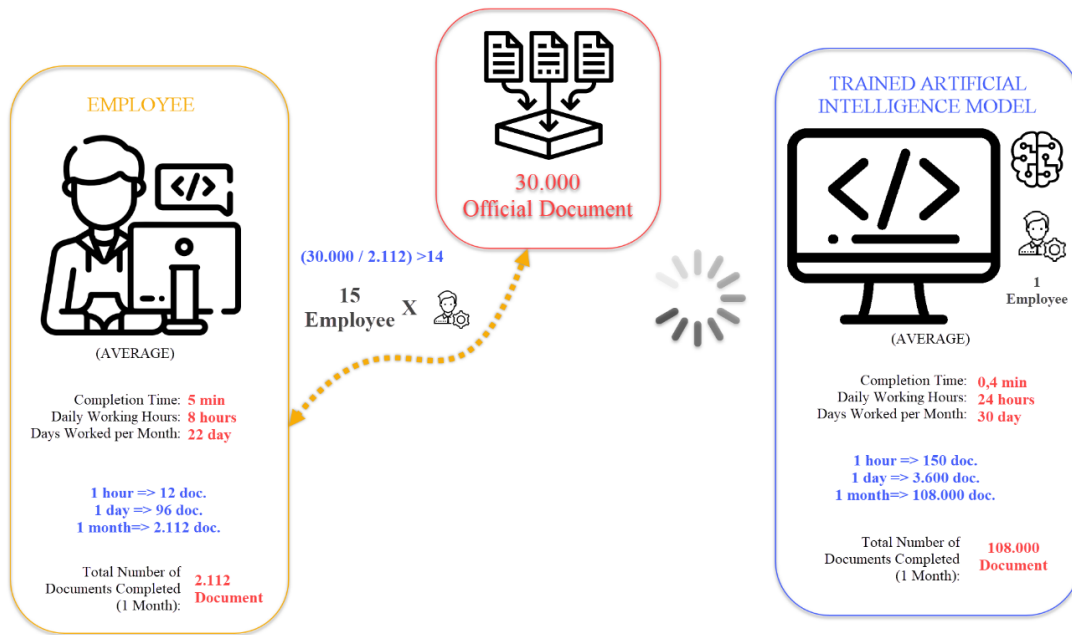 EMPLOYEE
(AVERAGE)
Completion Time: 5 min
Daily Working Hours: 8 hours
Days Worked per Month: 22 day
1 hour => 12 doc.
1 day => 96 doc.
1 month=> 2.112 doc.
Total Number of
Documents Completed
(1 Month):
2.112
Document
30.000
Official Document
(30.000 / 2.112) >14
15
Employee
X
TRAINED ARTIFICIAL
INTELLIGENCE MODEL
</>
1
Employee
(AVERAGE)
Completion Time: 0,4 min
Daily Working Hours: 24 hours
Days Worked per Month: 30 day
1 hour => 150 doc.
1 day => 3.600 doc.
1 month=> 108.000 doc.
Total Number of
Documents Completed
(1 Month):
108.000
Document